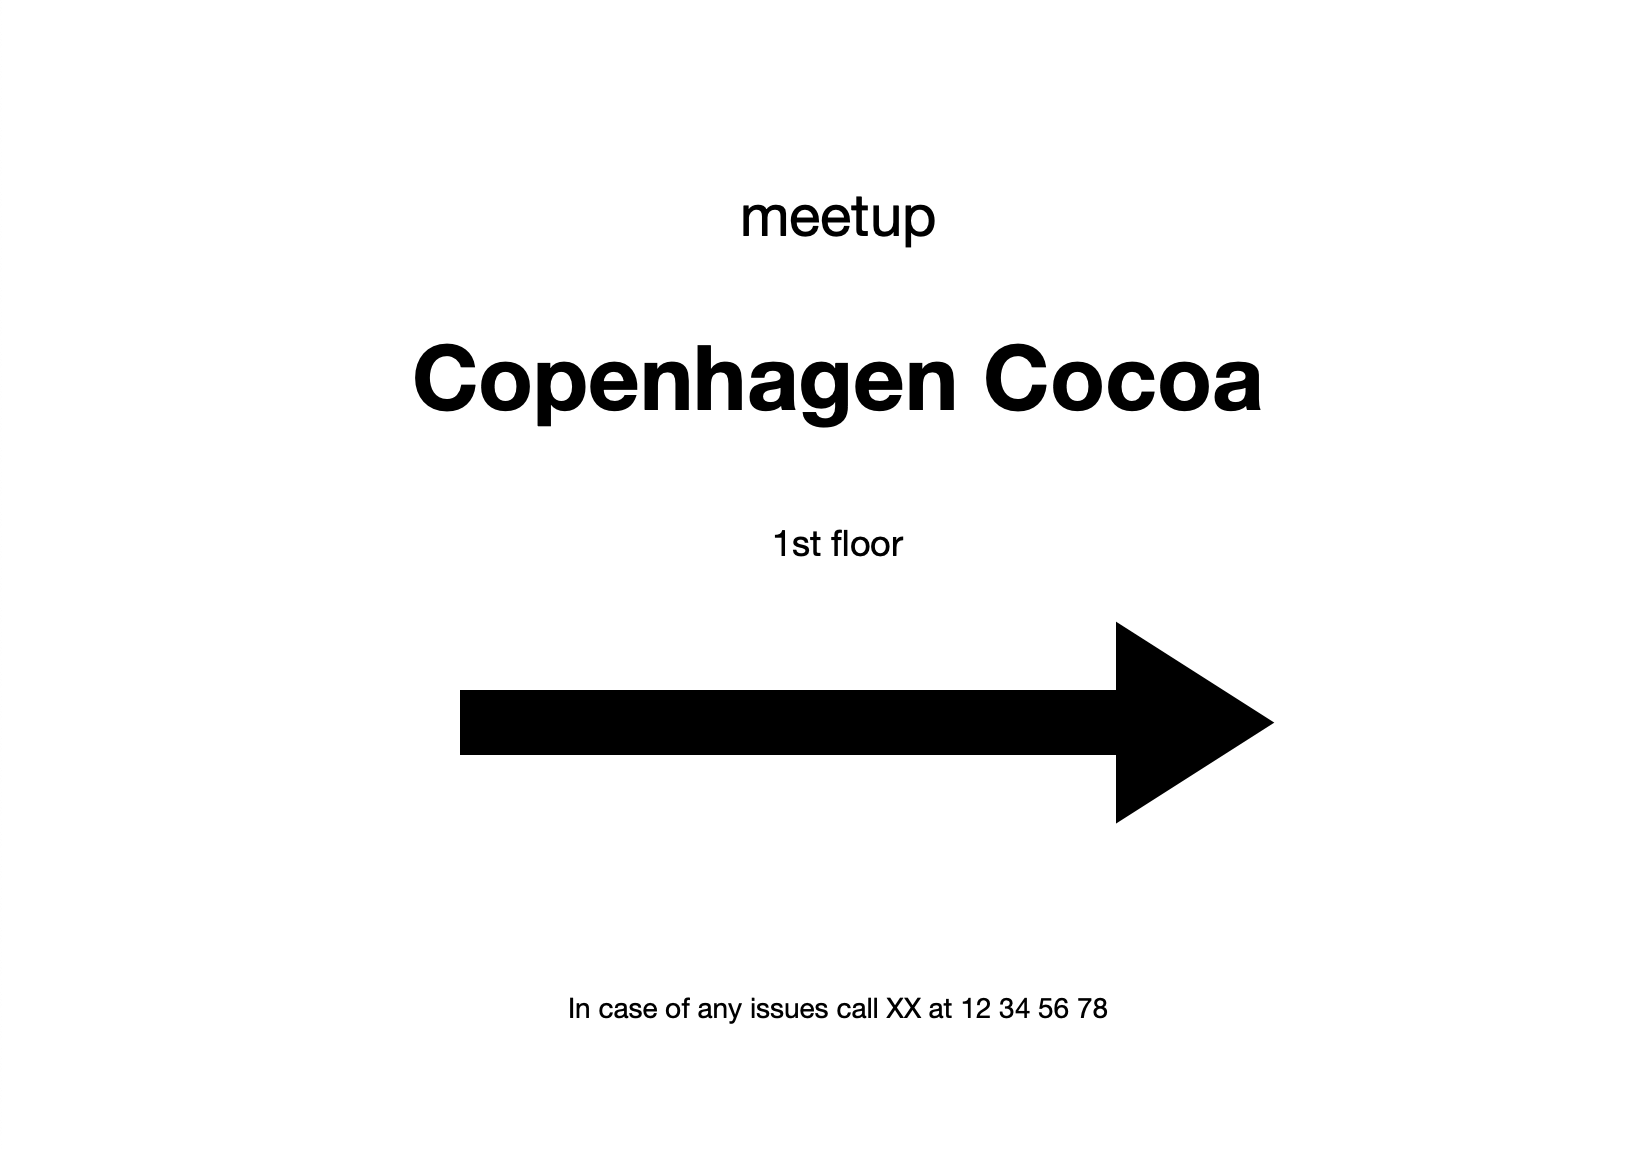 meetup
Copenhagen Cocoa
1st floor
In case of any issues call XX at 12 34 56 78